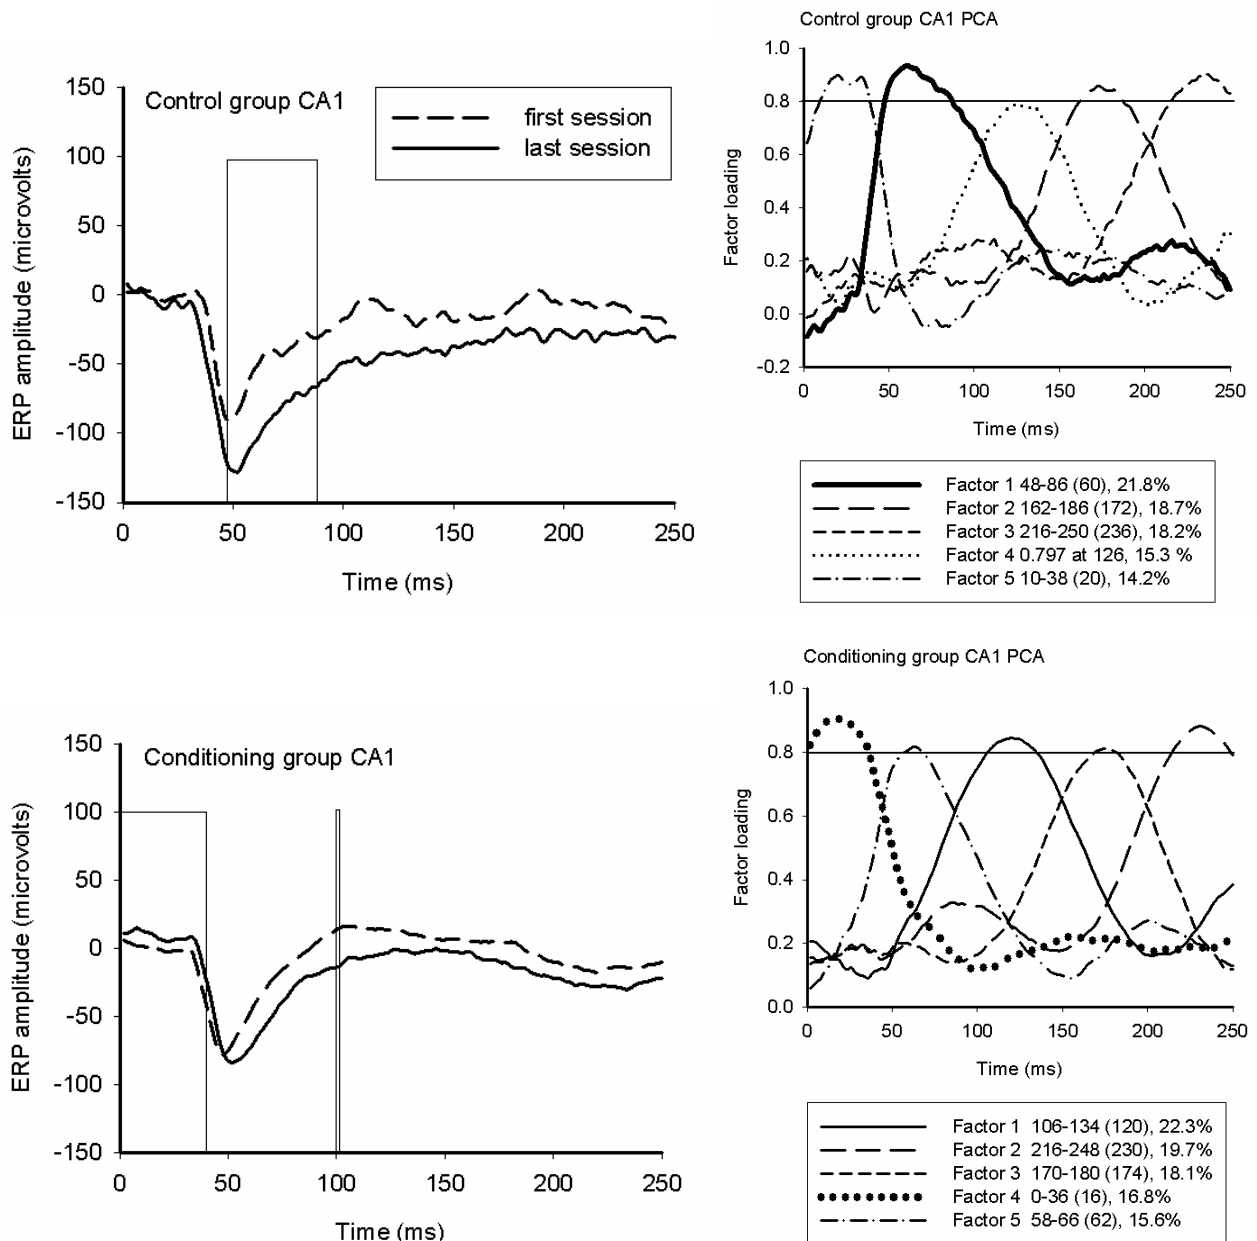 Control group CA1
first session
last session
150
100
50
0
-50
-100
-150
ERP amplitude (microvolts)
0 50 100 150 200 250
Time (ms)
Control group CA1 PCA
1.0
0.8
0.6
0.4
0.2
0.0
-0.2
Factor loading
0 50 100 150 200 250
Time (ms)
Factor 1 48-86 (60), 21.8%
Factor 2 162-186 (172), 18.7%
Factor 3 216-250 (236), 18.2%
Factor 4 0.797 at 126, 15.3 %
Factor 5 10-38 (20), 14.2%
Conditioning group CA1
150
100
50
0
-50
-100
-150
ERP amplitude (microvolts)
0 50 100 150 200 250
Time (ms)
Conditioning group CA1 PCA
1.0
0.8
0.6
0.4
0.2
0.0
Factor loading
0 50 100 150 200 250
Time (ms)
Factor 1 106-134 (120), 22.3%
Factor 2 216-248 (230), 19.7%
Factor 3 170-180 (174), 18.1%
Factor 4 0-36 (16), 16.8%
Factor 5 58-66 (62), 15.6%